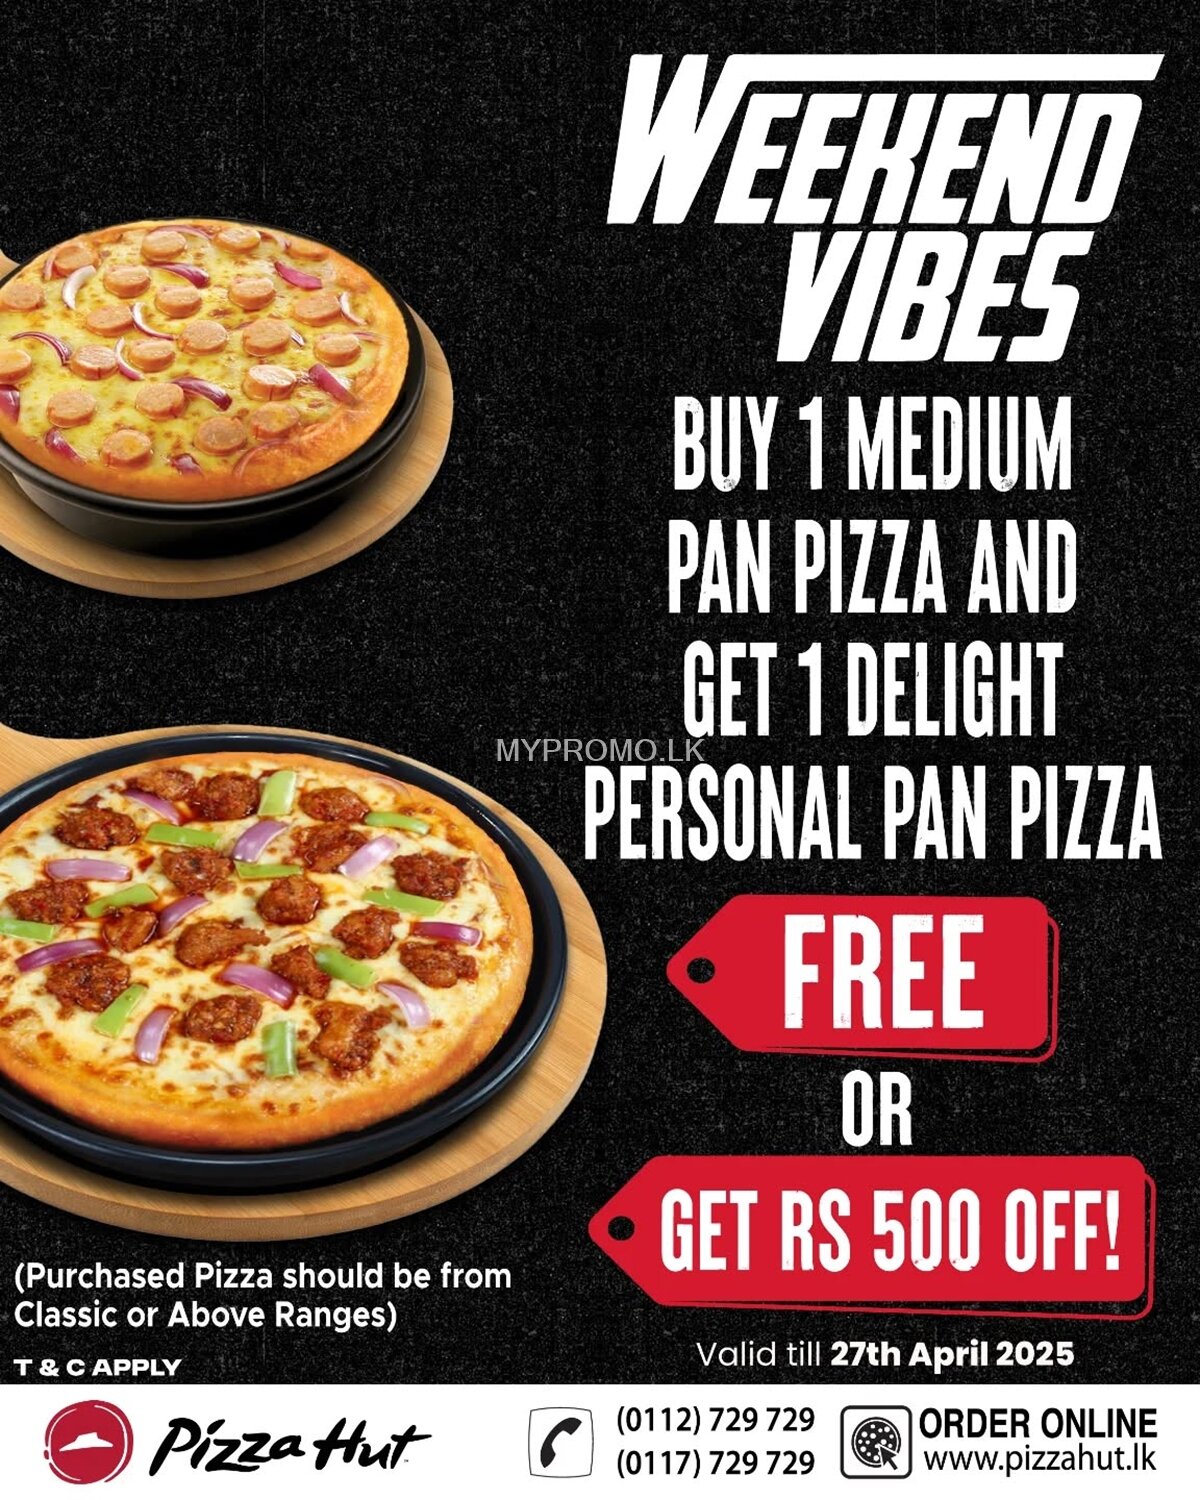 WEEKEND
VIBES
BUY 1 MEDIUM
PAN PIZZA AND
GET 1 DELIGHT
MYPROMO.LK
PERSONAL PAN PIZZA
FREE
OR
GET RS 500 OFF!
(Purchased Pizza should be from
Classic or Above Ranges)
T & C APPLY
Valid till 27th April 2025
Pizza Hut
(0112) 729 729
(0117) 729 729
ORDER ONLINE
www.pizzahut.lk